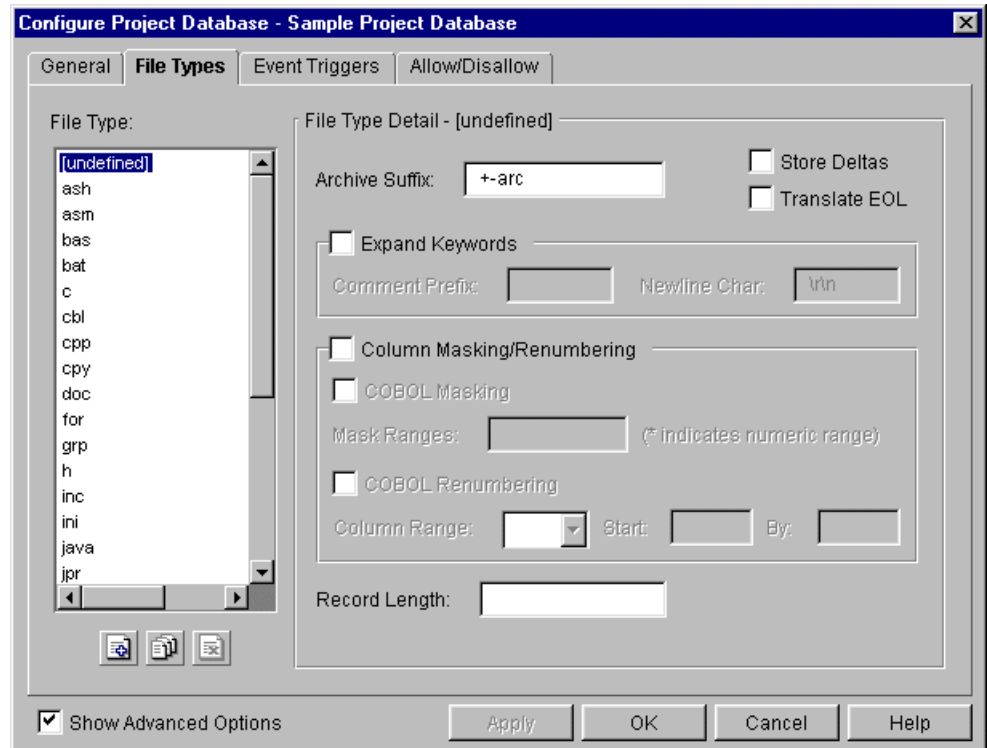 Configure Project Database - Sample Project Database
General
File Types
Event Triggers
Allow/Disallow
File Type:
[undefined]
ash
asm
bas
bat
c
cbl
cpp
cpy
doc
for
grp
h
inc
ini
java
jpr
File Type Detail - [undefined]
Archive Suffix: +-arc
Store Deltas
Translate EOL
Expand Keywords
Comment Prefix: Newline Char: \r\n
Column Masking/Renumbering
COBOL Masking
Mask Ranges: (* indicates numeric range)
COBOL Renumbering
Column Range: Start: By:
Record Length:
Show Advanced Options
Apply
OK
Cancel
Help